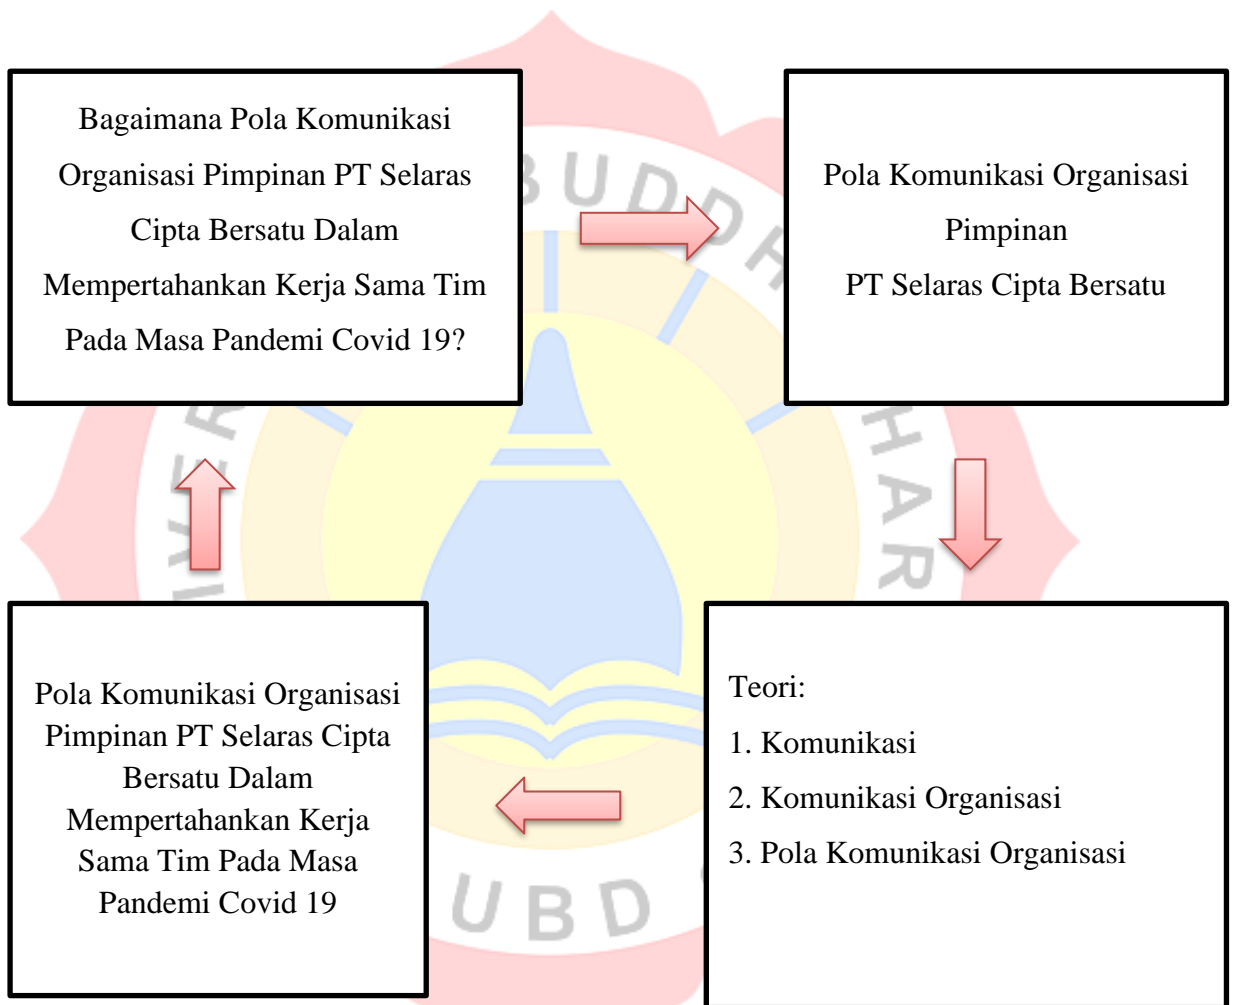 Bagaimana Pola Komunikasi
Organisasi Pimpinan PT Selaras
Cipta Bersatu Dalam
Mempertahankan Kerja Sama Tim
Pada Masa Pandemi Covid 19?
Pola Komunikasi Organisasi
Pimpinan
PT Selaras Cipta Bersatu
Teori:
1. Komunikasi
2. Komunikasi Organisasi
3. Pola Komunikasi Organisasi
Pola Komunikasi Organisasi
Pimpinan PT Selaras Cipta
Bersatu Dalam
Mempertahankan Kerja
Sama Tim Pada Masa
Pandemi Covid 19
UBD